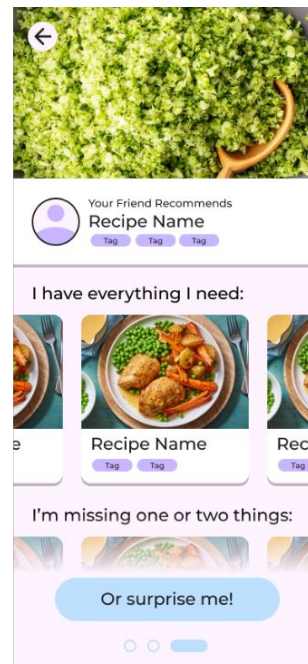 Your Friend Recommends
Recipe Name
Tag Tag Tag
I have everything I need:
e Recipe Name Rec
Tag Tag Tag
I'm missing one or two things:
Or surprise me!